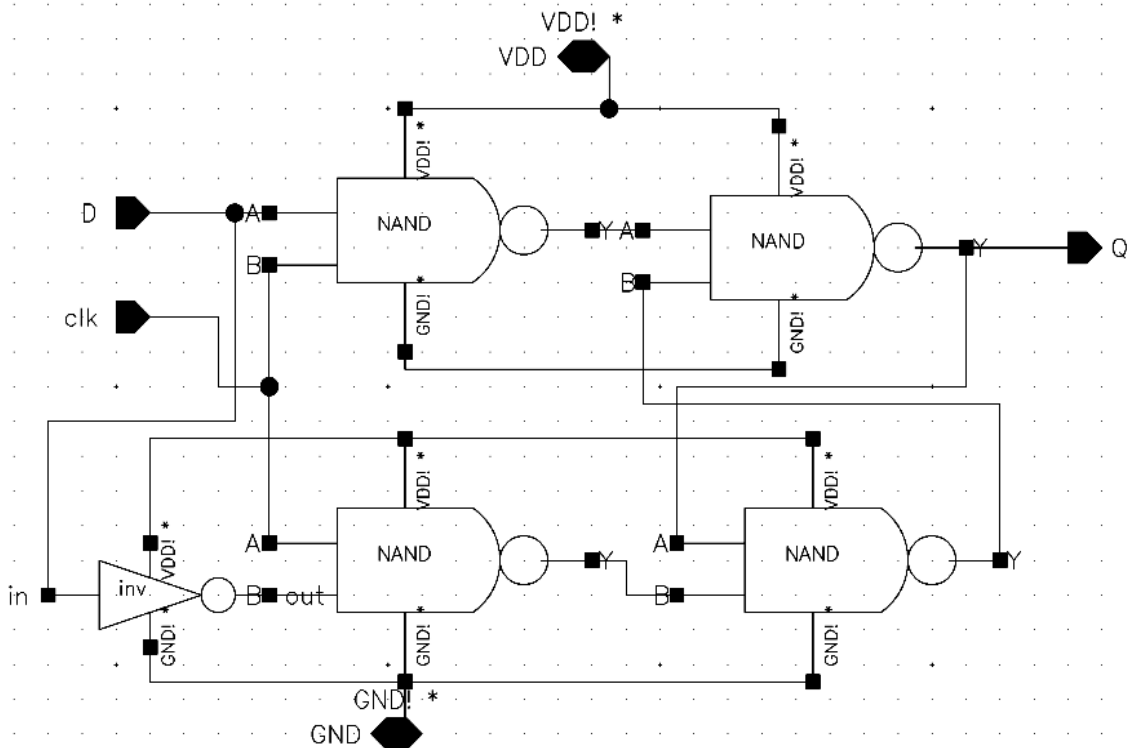 VDD! *
VDD
VDD! *
VDD! *
D
A
NAND
Y
A
NAND
Y
Q
B
B
clk
GND!
*
GND!
*
VDD! *
VDD! *
VDD! *
A
NAND
Y
A
NAND
Y
in
inv
B
out
B
GND!
*
GND!
*
GND!
*
GND! *
GND